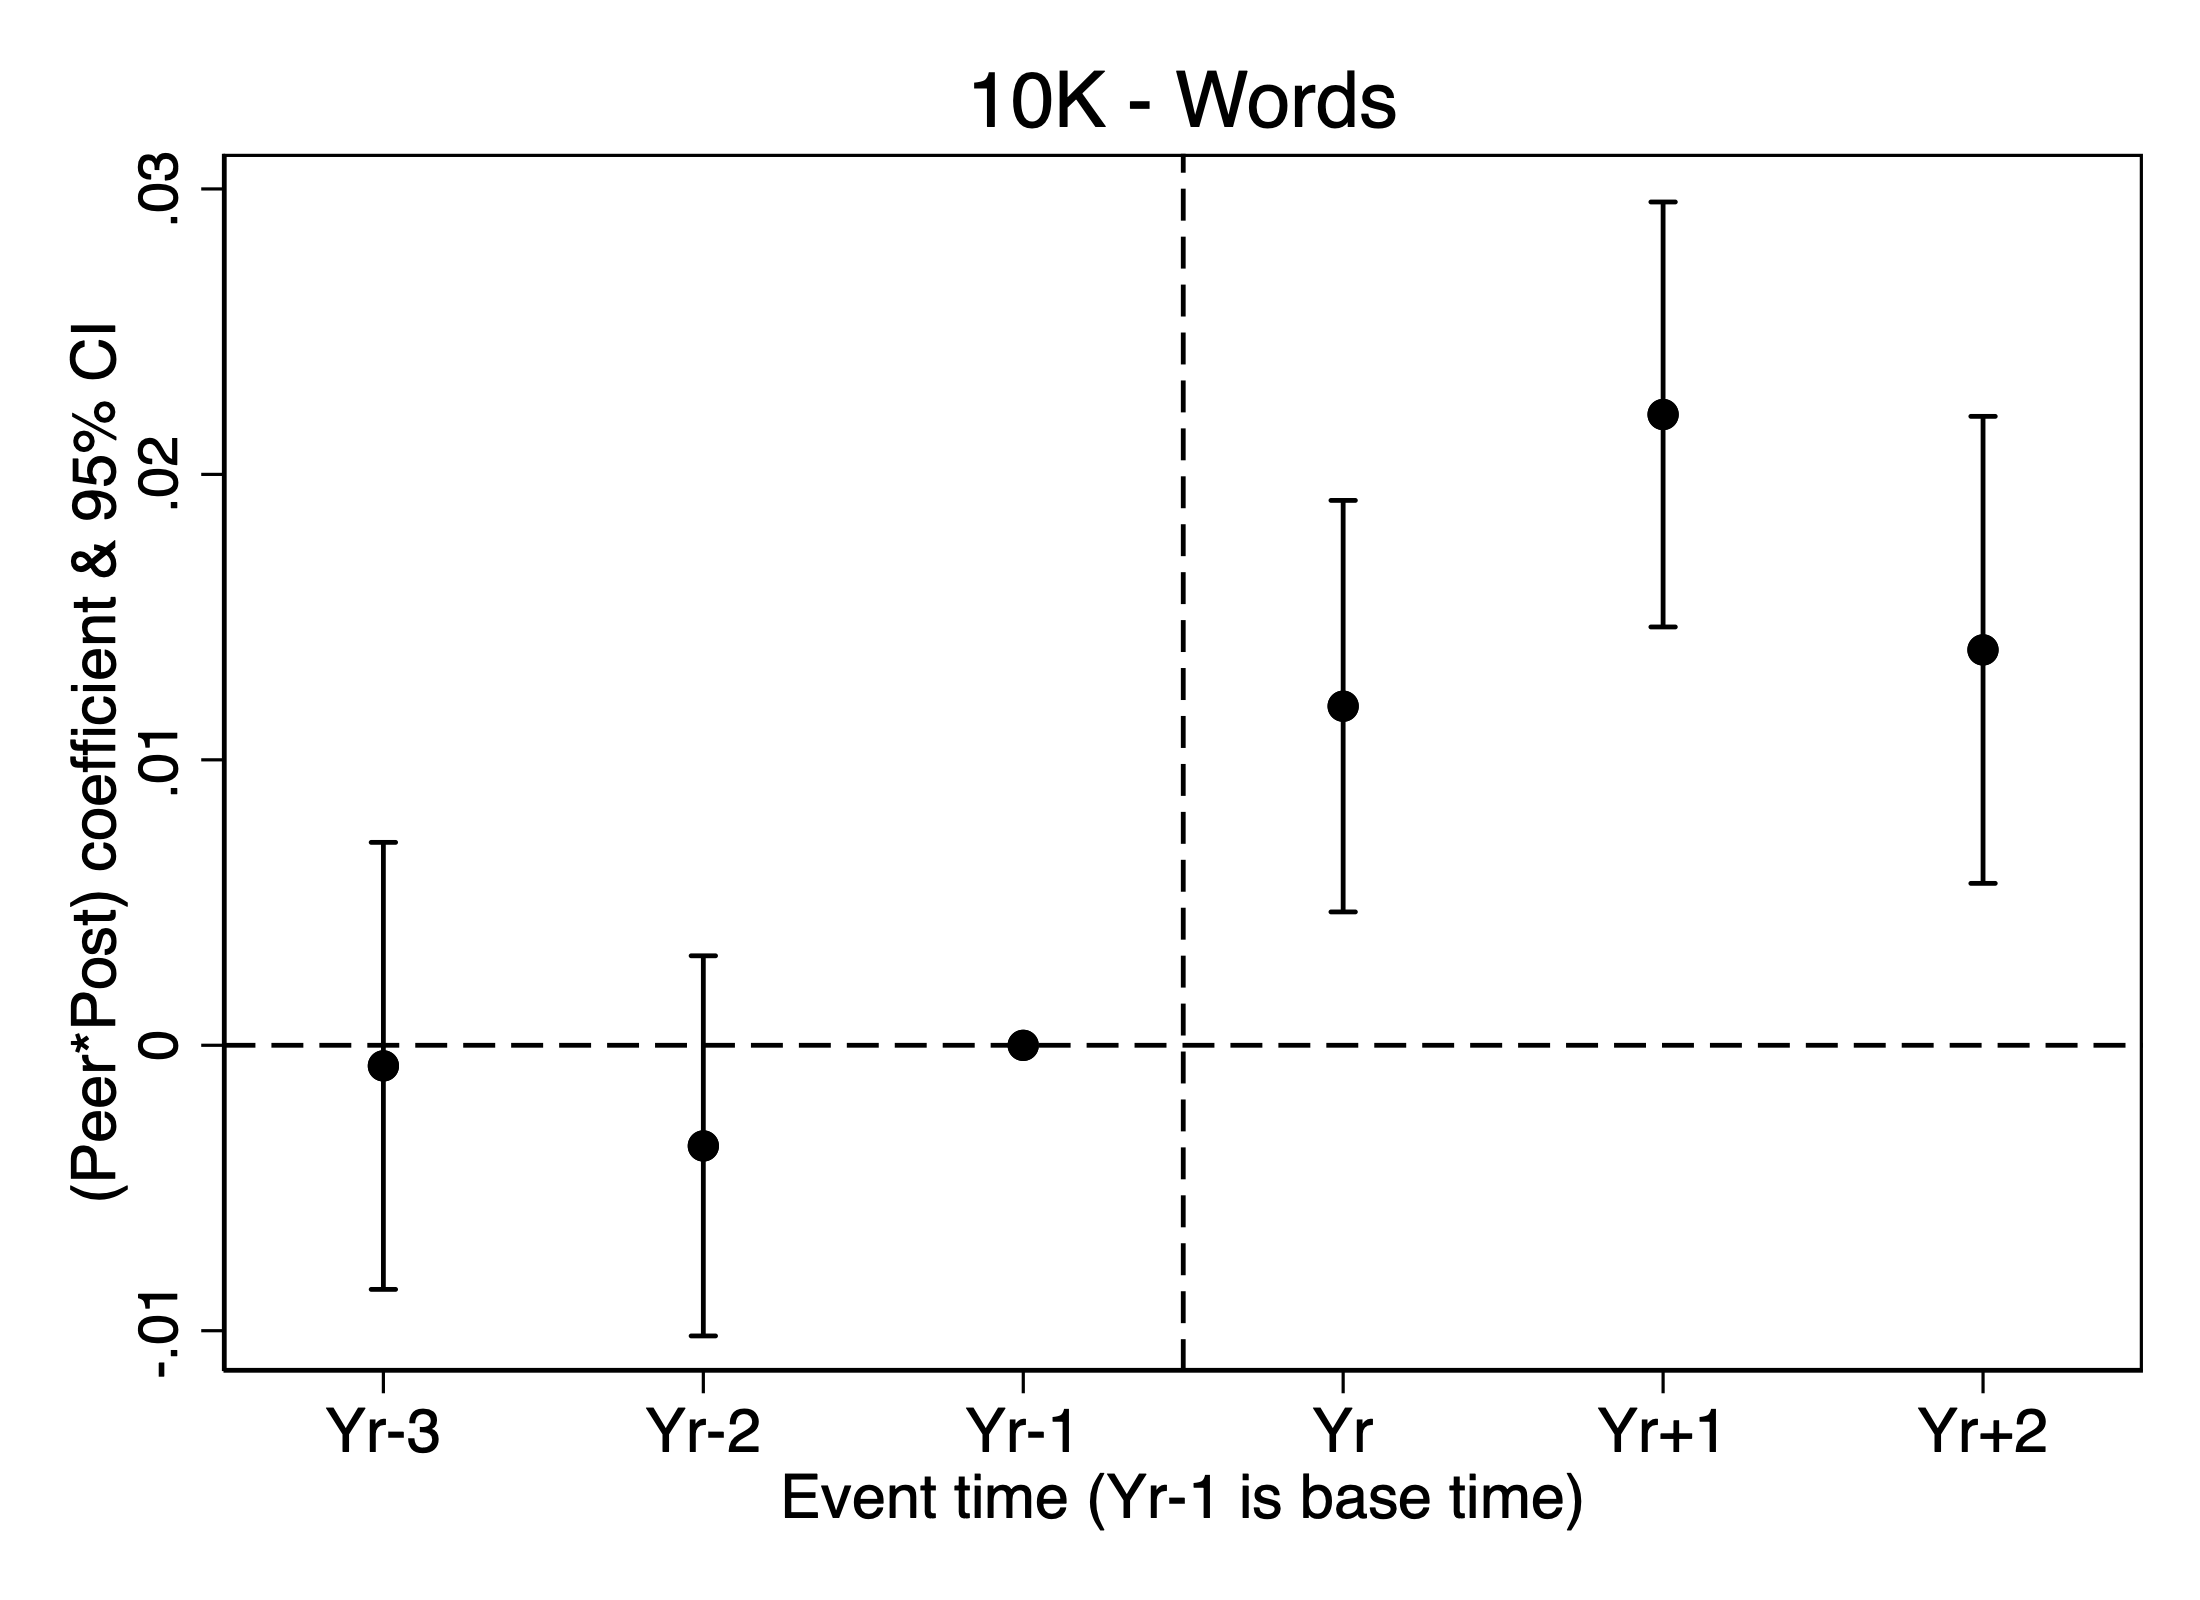 10K - Words
(Peer*Post) coefficient & 95% CI
.03
.02
.01
0
-.01
Yr-3 Yr-2 Yr-1 Yr Yr+1 Yr+2
Event time (Yr-1 is base time)